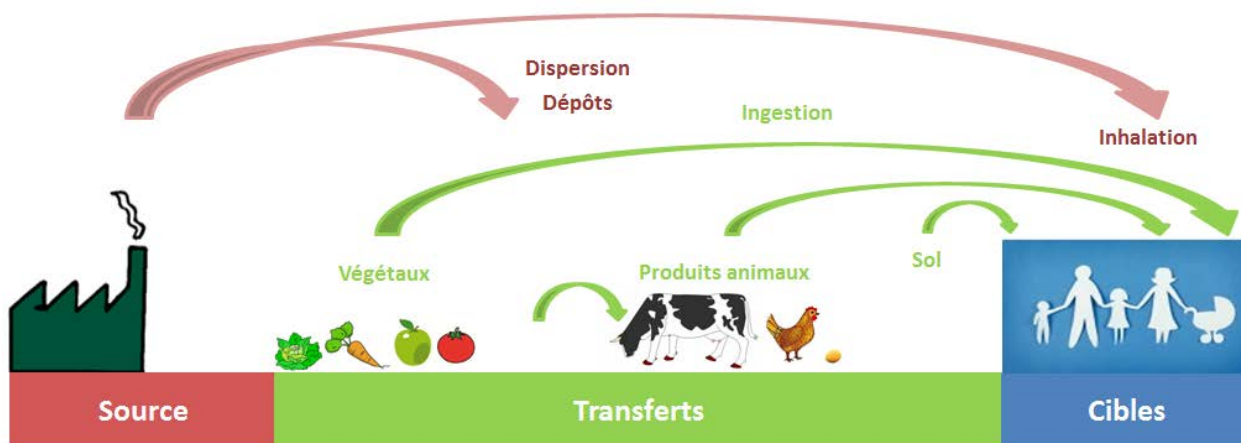 Dispersion
Dépôts
Ingestion
Inhalation
Végétaux
Produits animaux
Sol
Source
Transferts
Cibles